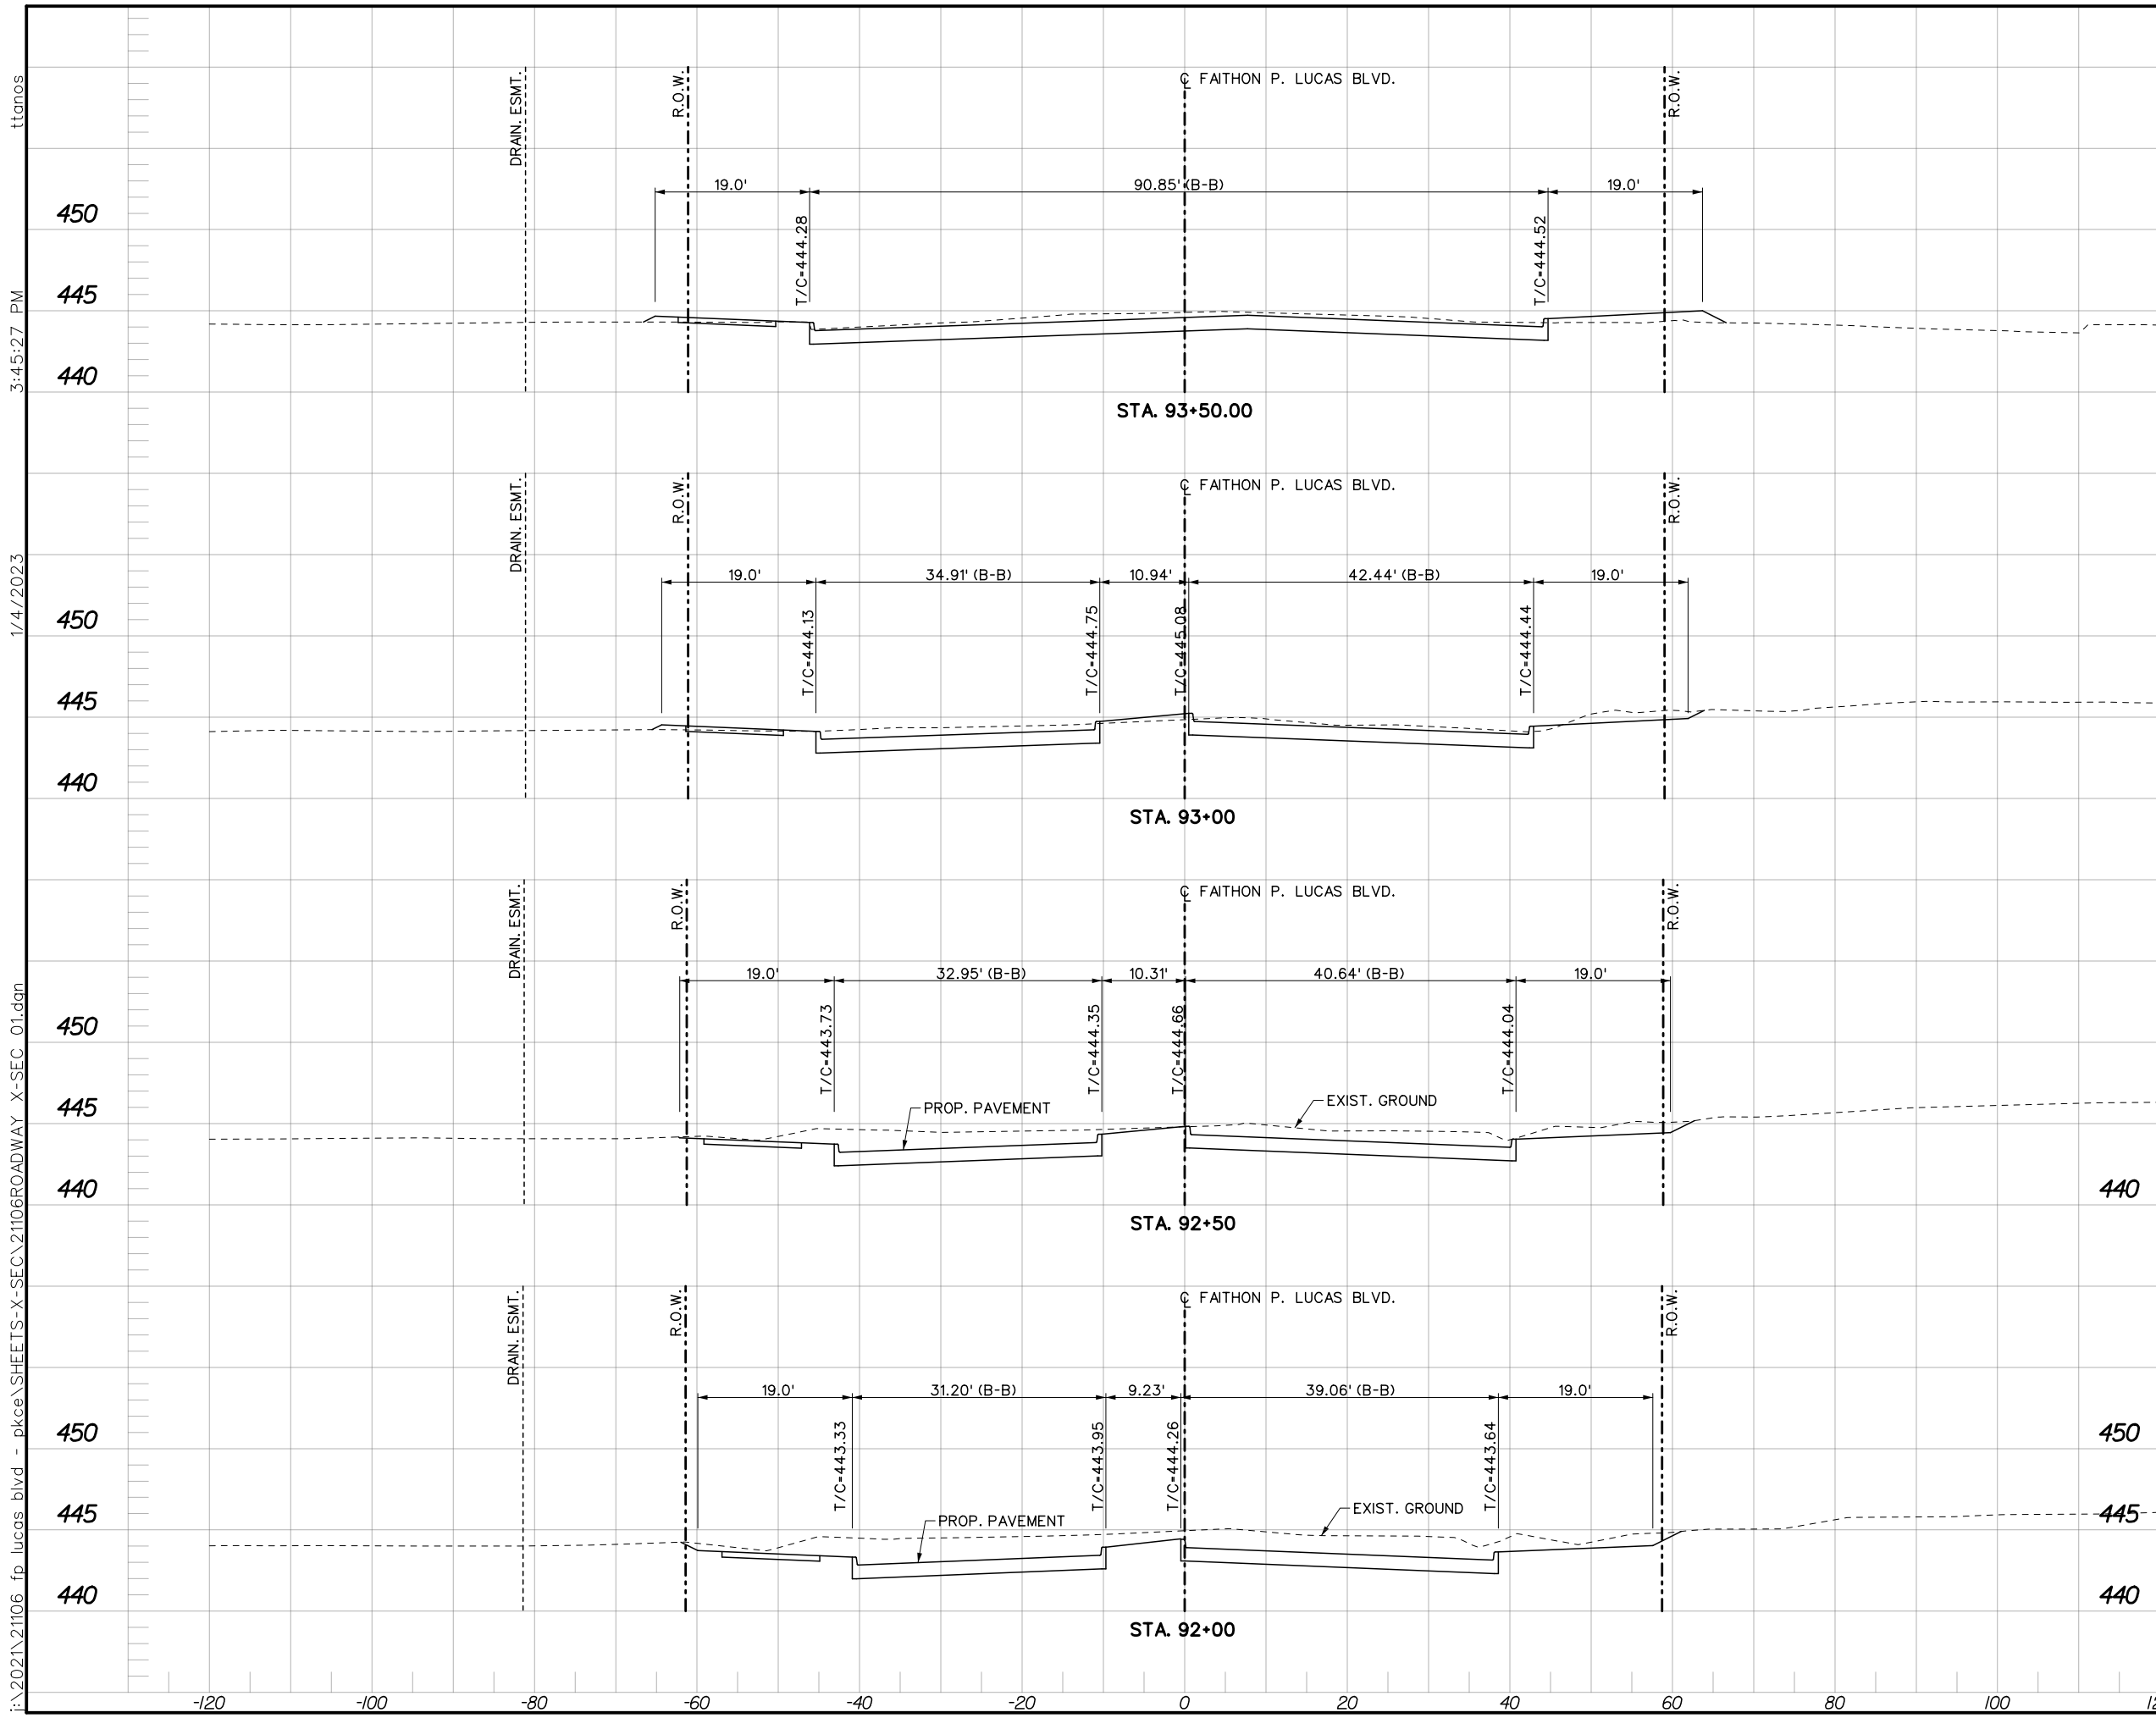 ℄ FAITHON P. LUCAS BLVD.
DRAIN. ESMT.
R.O.W.
R.O.W.
19.0'
90.85' (B-B)
19.0'
T/C=444.28
T/C=444.52
450
445
440
STA. 93+50.00
℄ FAITHON P. LUCAS BLVD.
DRAIN. ESMT.
R.O.W.
R.O.W.
19.0'
34.91' (B-B)
10.94'
42.44' (B-B)
19.0'
T/C=444.13
T/C=444.75
T/C=445.08
T/C=444.44
450
445
440
STA. 93+00
℄ FAITHON P. LUCAS BLVD.
DRAIN. ESMT.
R.O.W.
R.O.W.
19.0'
32.95' (B-B)
10.31'
40.64' (B-B)
19.0'
T/C=443.73
T/C=444.35
T/C=444.66
T/C=444.04
450
445
440
PROP. PAVEMENT
EXIST. GROUND
440
STA. 92+50
℄ FAITHON P. LUCAS BLVD.
DRAIN. ESMT.
R.O.W.
R.O.W.
19.0'
31.20' (B-B)
9.23'
39.06' (B-B)
19.0'
T/C=443.33
T/C=443.95
T/C=444.26
T/C=443.64
450
445
440
PROP. PAVEMENT
EXIST. GROUND
450
445
440
STA. 92+00
-120 -100 -80 -60 -40 -20 0 20 40 60 80 100
j:\2021\21106 fp lucas blvd - pkce\SHEETS-X-SEC\21106ROADWAY X-SEC 01.dgn 1/4/2023 3:45:27 PM ttanos